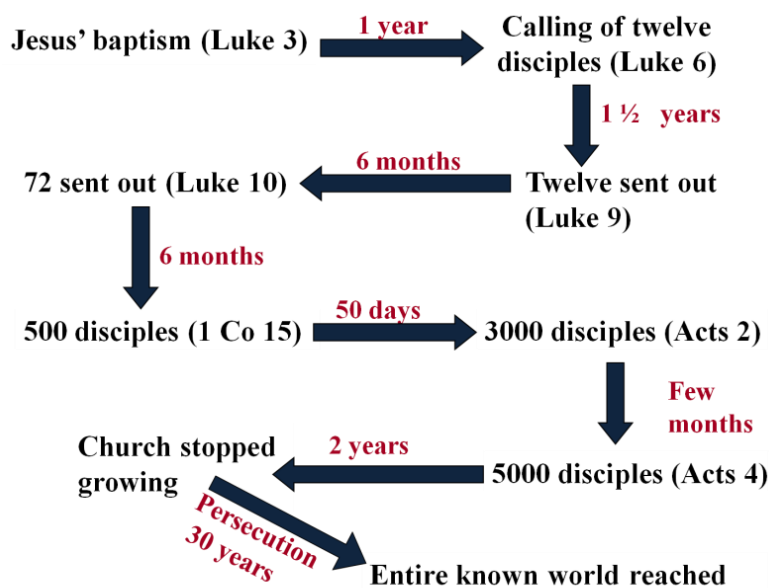 Jesus’ baptism (Luke 3)
1 year
Calling of twelve
disciples (Luke 6)
1 ½ years
Twelve sent out
(Luke 9)
6 months
72 sent out (Luke 10)
6 months
500 disciples (1 Co 15)
50 days
3000 disciples (Acts 2)
Few
months
5000 disciples (Acts 4)
2 years
Church stopped
growing
Persecution
30 years
Entire known world reached